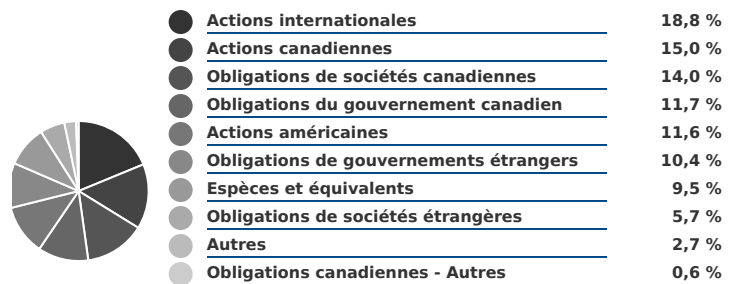 Actions internationales 18,8 %
Actions canadiennes 15,0 %
Obligations de sociétés canadiennes 14,0 %
Obligations du gouvernement canadien 11,7 %
Actions américaines 11,6 %
Obligations de gouvernements étrangers 10,4 %
Espèces et équivalents 9,5 %
Obligations de sociétés étrangères 5,7 %
Autres 2,7 %
Obligations canadiennes - Autres 0,6 %